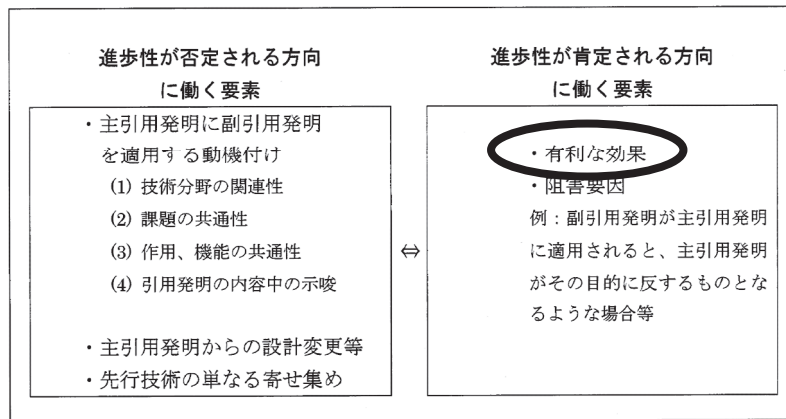 進歩性が否定される方向
に働く要素
・主引用発明に副引用発明
を適用する動機付け
(1) 技術分野の関連性
(2) 課題の共通性
(3) 作用、機能の共通性
(4) 引用発明の内容中の示唆
・主引用発明からの設計変更等
・先行技術の単なる寄せ集め
⇔
進歩性が肯定される方向
に働く要素
・有利な効果
・阻害要因
例：副引用発明が主引用発明
に適用されると、主引用発明
がその目的に反するものとな
るような場合等